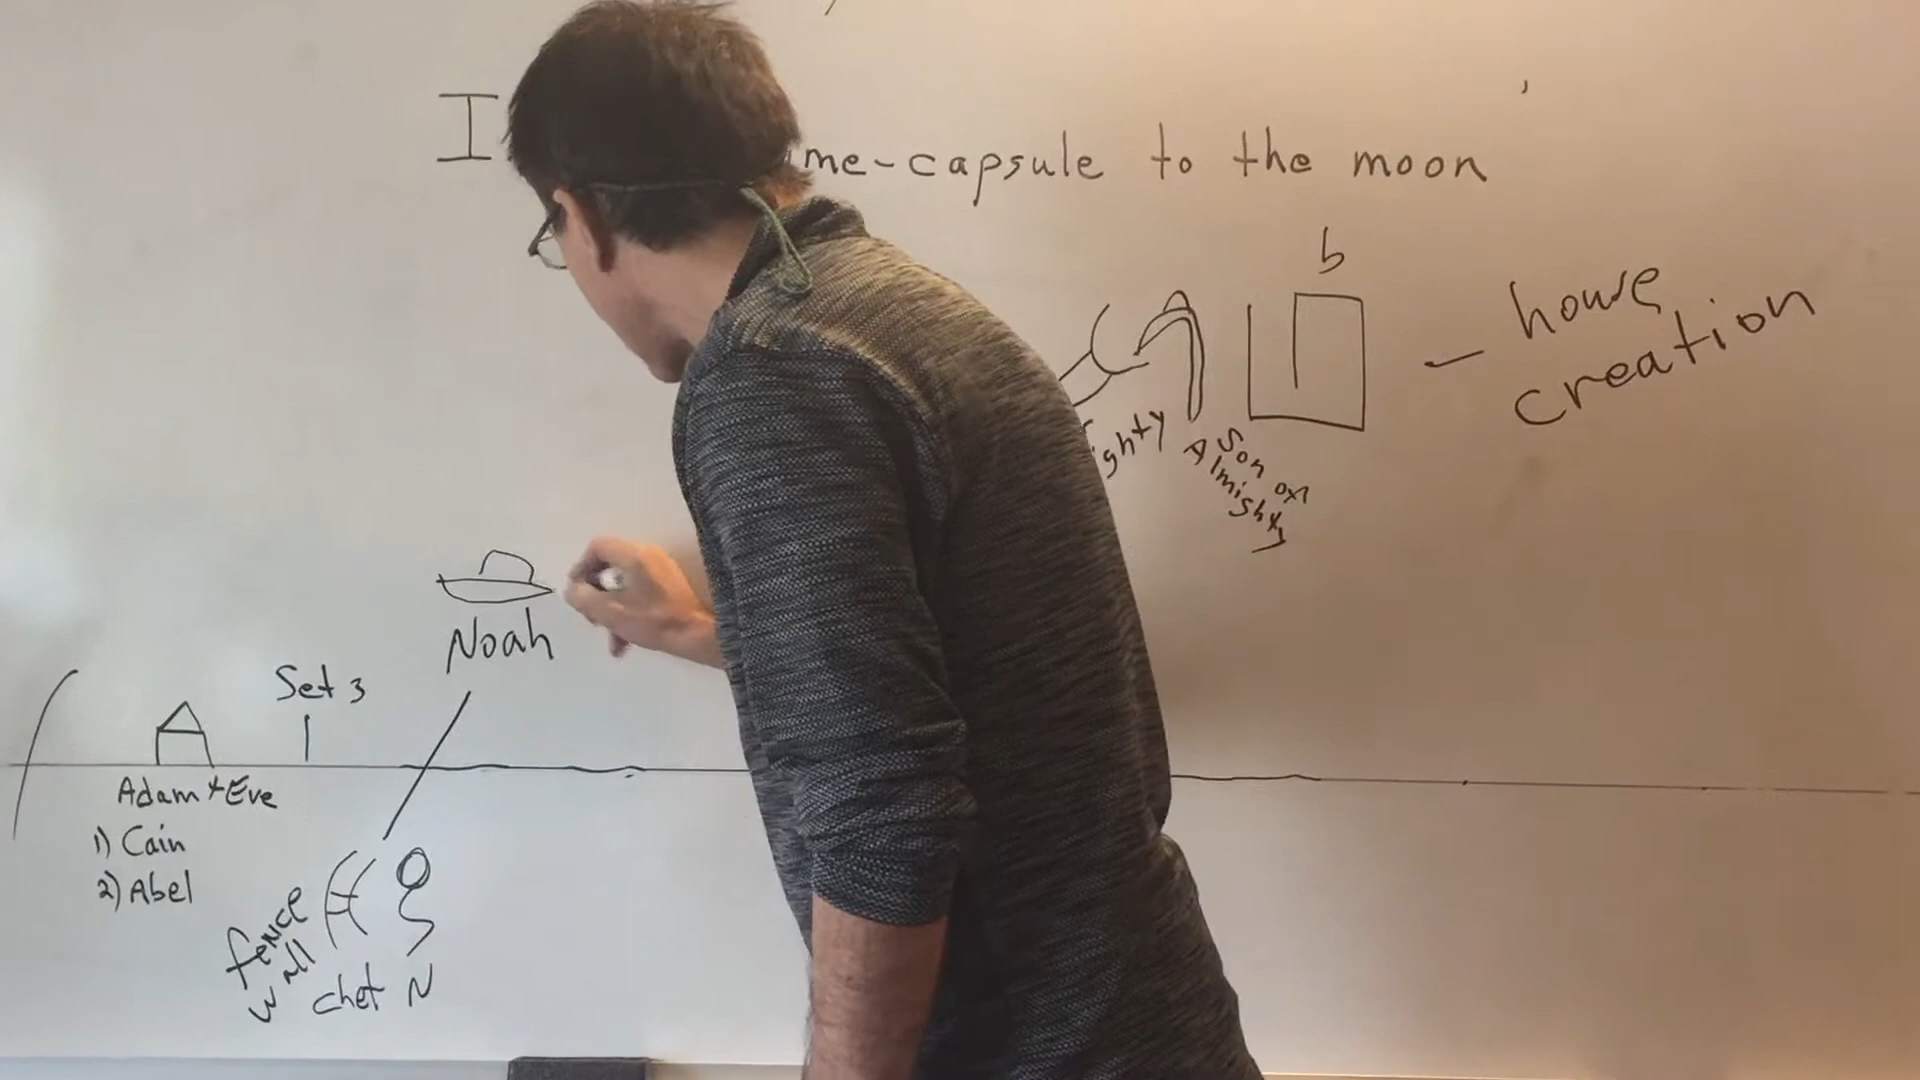 I me-capsule to the moon
b
house
creation
ighty
Son ox
Almighty
Noah
Set 3
Adam + Eve
1) Cain
2) Abel
fence
wall
chet N